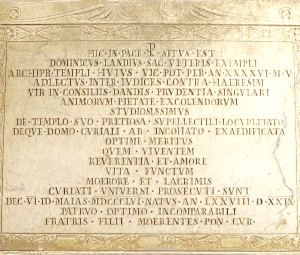 HIC · IN · PACE · ☧ · SITVS · EST
DOMINICVS · LANDIVS · SAC · VETERIS · EXEMPLI
ARCHIPR · TEMPLI · HVIVS · VIC · POT · PER · AN · XXXXVI · M · V
ADLECTVS · INTER · IVDICES · CONTRA · HAERESIM
VIR · IN · CONSILIIS · DANDIS · PRVDENTIA · SINGVLARI
ANIMORVM · PIETATE · EXCOLENDORVM
STVDIOSISSIMVS
DE · TEMPLO · SVO · PRETIOSA · SVPELLECTILI · LOCVPLETATO
DEQVE · DOMO · CVRIALI · AB · INCOHATO · EXAEDIFICATA
OPTIME · MERITVS
QVEM · VIVENTEM
REVERENTIA · ET · AMORE
VITA · FVNCTVM
MOERORE · ET · LACRIMIS
CVRIATI · VNIVERSI · PROSECVTI · SVNT
DEC · VI · ID · MAIAS · MDCCCLVI · NATVS · AN · LXXVIII · D · XXIX
PATRVO · OPTIMO · INCOMPARABILI
FRATRIS · FILII · MOERENTES · PON · CVR ·